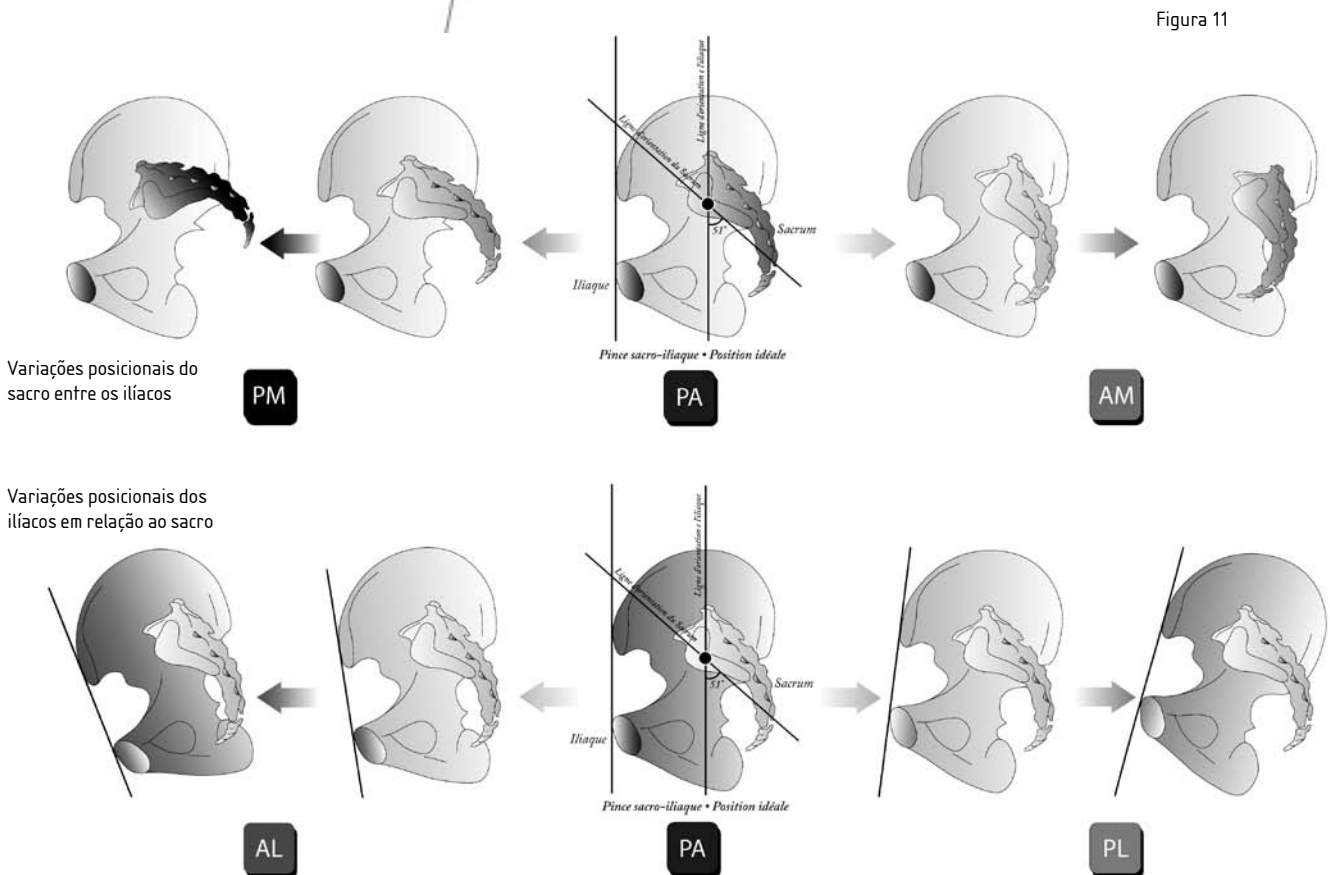 Figura 11
Ligne d'orientation du Sacrum
Ligne d'orientation e l'iliaque
51°
Sacrum
Iliaque
Pince sacro-iliaque • Position idéale
Variações posicionais do
sacro entre os ilíacos
PM
PA
AM
Variações posicionais dos
ilíacos em relação ao sacro
Ligne d'orientation du Sacrum
Ligne d'orientation e l'iliaque
51°
Sacrum
Iliaque
Pince sacro-iliaque • Position idéale
AL
PA
PL